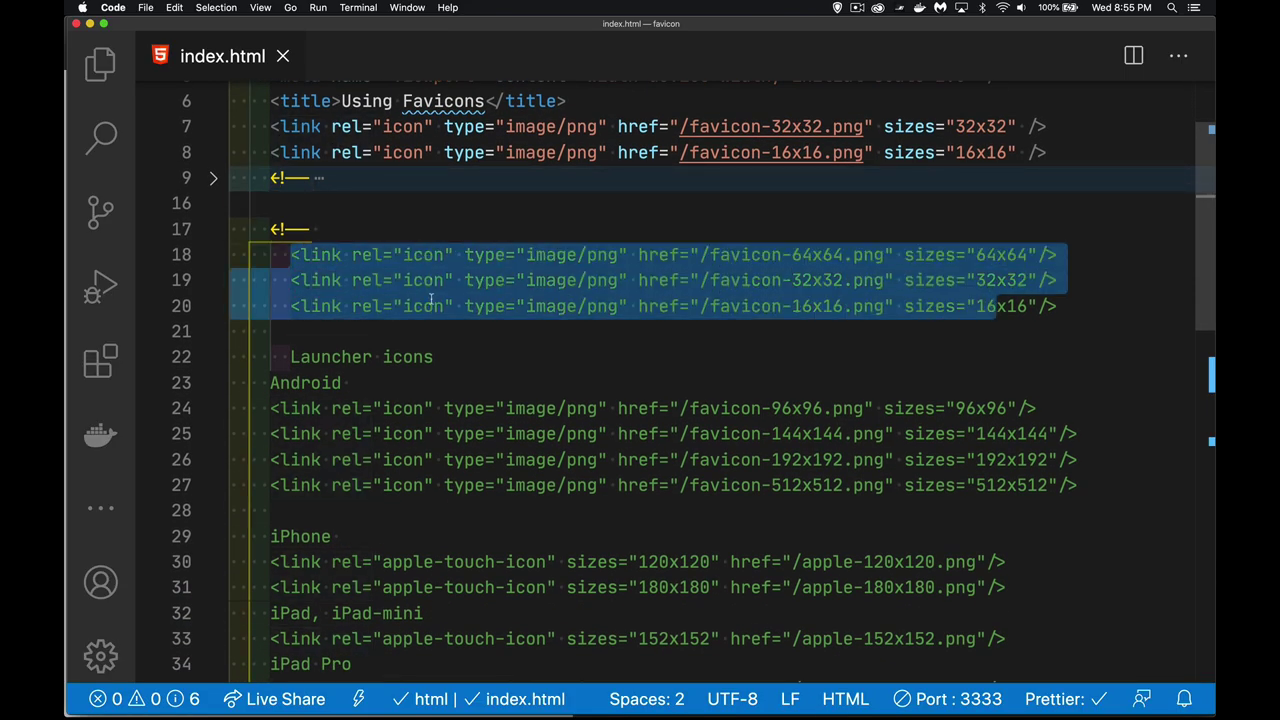 Code File Edit Selection View Go Run Terminal Window Help 100% Wed 8:55 PM
index.html — favicon
index.html
6 <title>Using Favicons</title>
7 <link rel="icon" type="image/png" href="/favicon-32x32.png" sizes="32x32" />
8 <link rel="icon" type="image/png" href="/favicon-16x16.png" sizes="16x16" />
9 <!-- …
16
17 <!--
18 <link rel="icon" type="image/png" href="/favicon-64x64.png" sizes="64x64"/>
19 <link rel="icon" type="image/png" href="/favicon-32x32.png" sizes="32x32"/>
20 <link rel="icon" type="image/png" href="/favicon-16x16.png" sizes="16x16"/>
21
22 Launcher icons
23 Android
24 <link rel="icon" type="image/png" href="/favicon-96x96.png" sizes="96x96"/>
25 <link rel="icon" type="image/png" href="/favicon-144x144.png" sizes="144x144"/>
26 <link rel="icon" type="image/png" href="/favicon-192x192.png" sizes="192x192"/>
27 <link rel="icon" type="image/png" href="/favicon-512x512.png" sizes="512x512"/>
28
29 iPhone
30 <link rel="apple-touch-icon" sizes="120x120" href="/apple-120x120.png"/>
31 <link rel="apple-touch-icon" sizes="180x180" href="/apple-180x180.png"/>
32 iPad, iPad-mini
33 <link rel="apple-touch-icon" sizes="152x152" href="/apple-152x152.png"/>
34 iPad Pro
0 0 6 Live Share html | index.html Spaces: 2 UTF-8 LF HTML Port : 3333 Prettier: